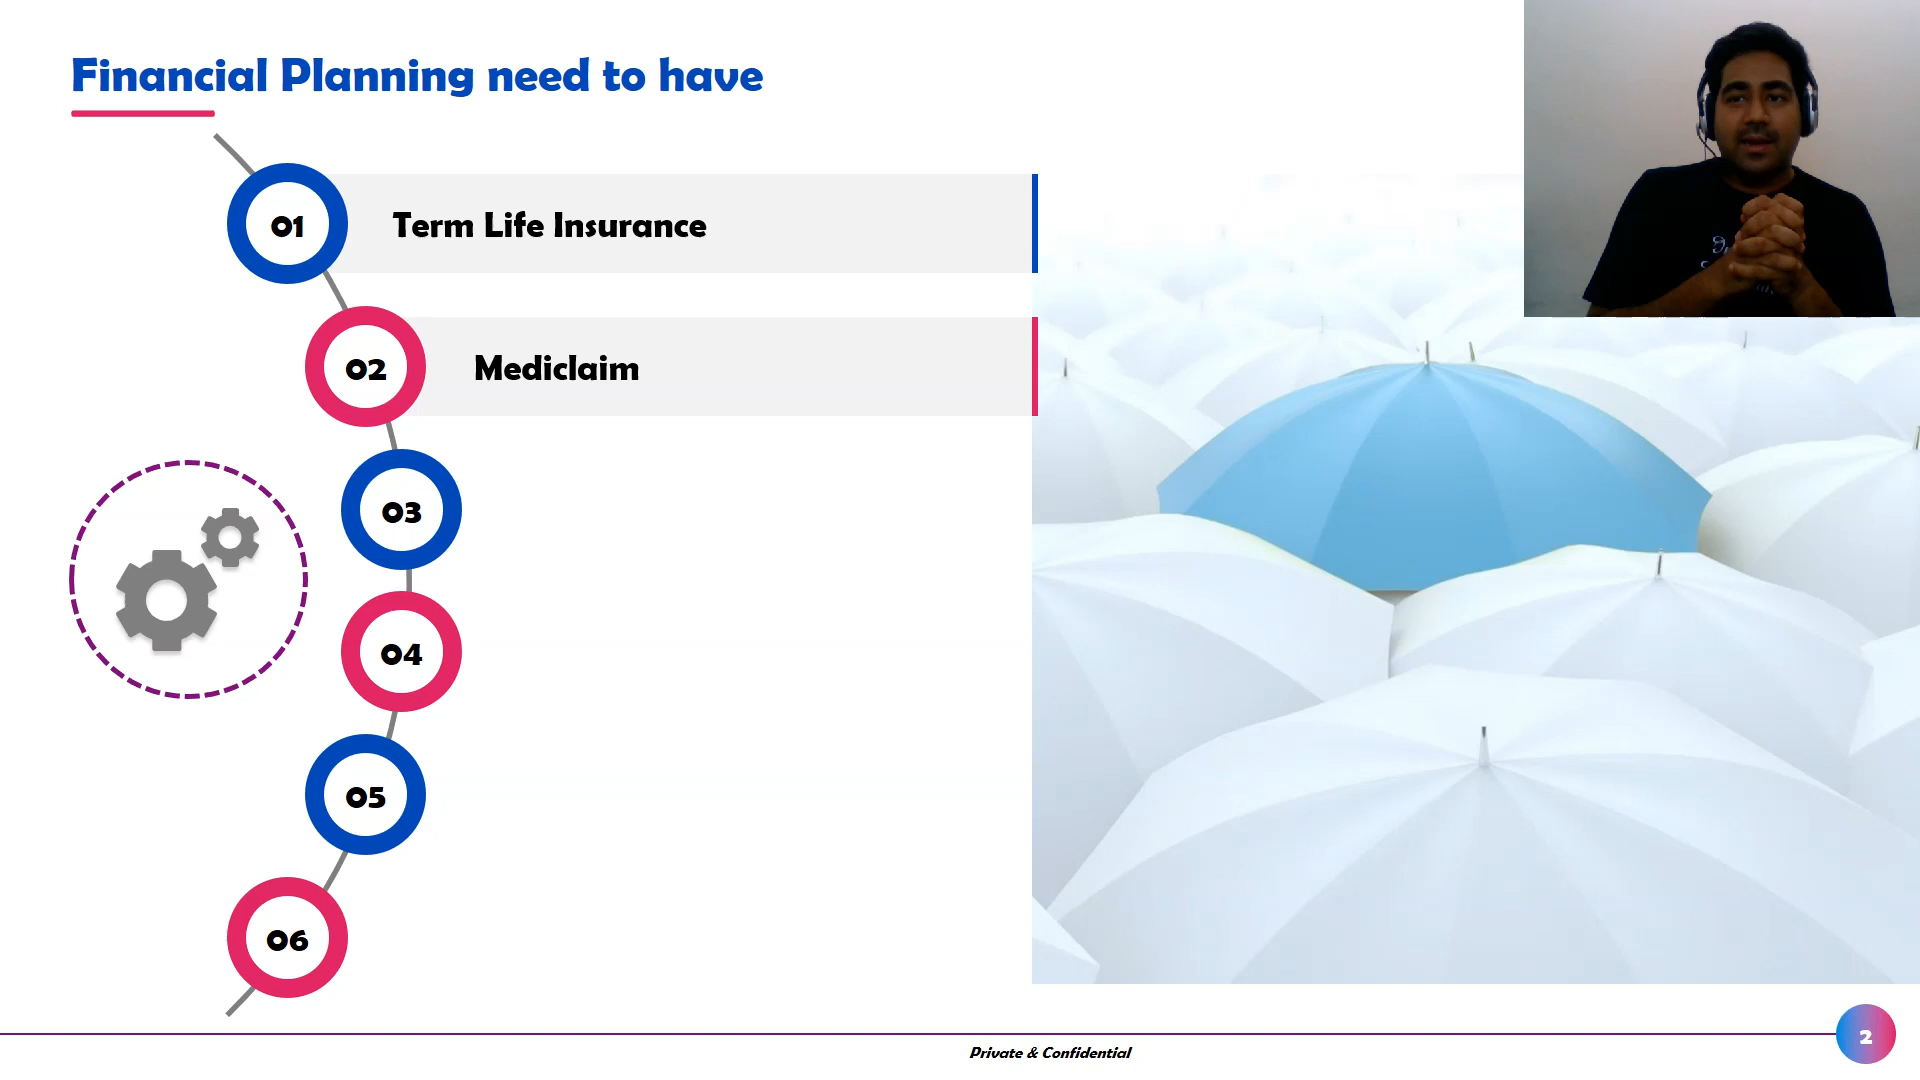 Financial Planning need to have
01
Term Life Insurance
02
Mediclaim
03
04
05
06
Private & Confidential
2